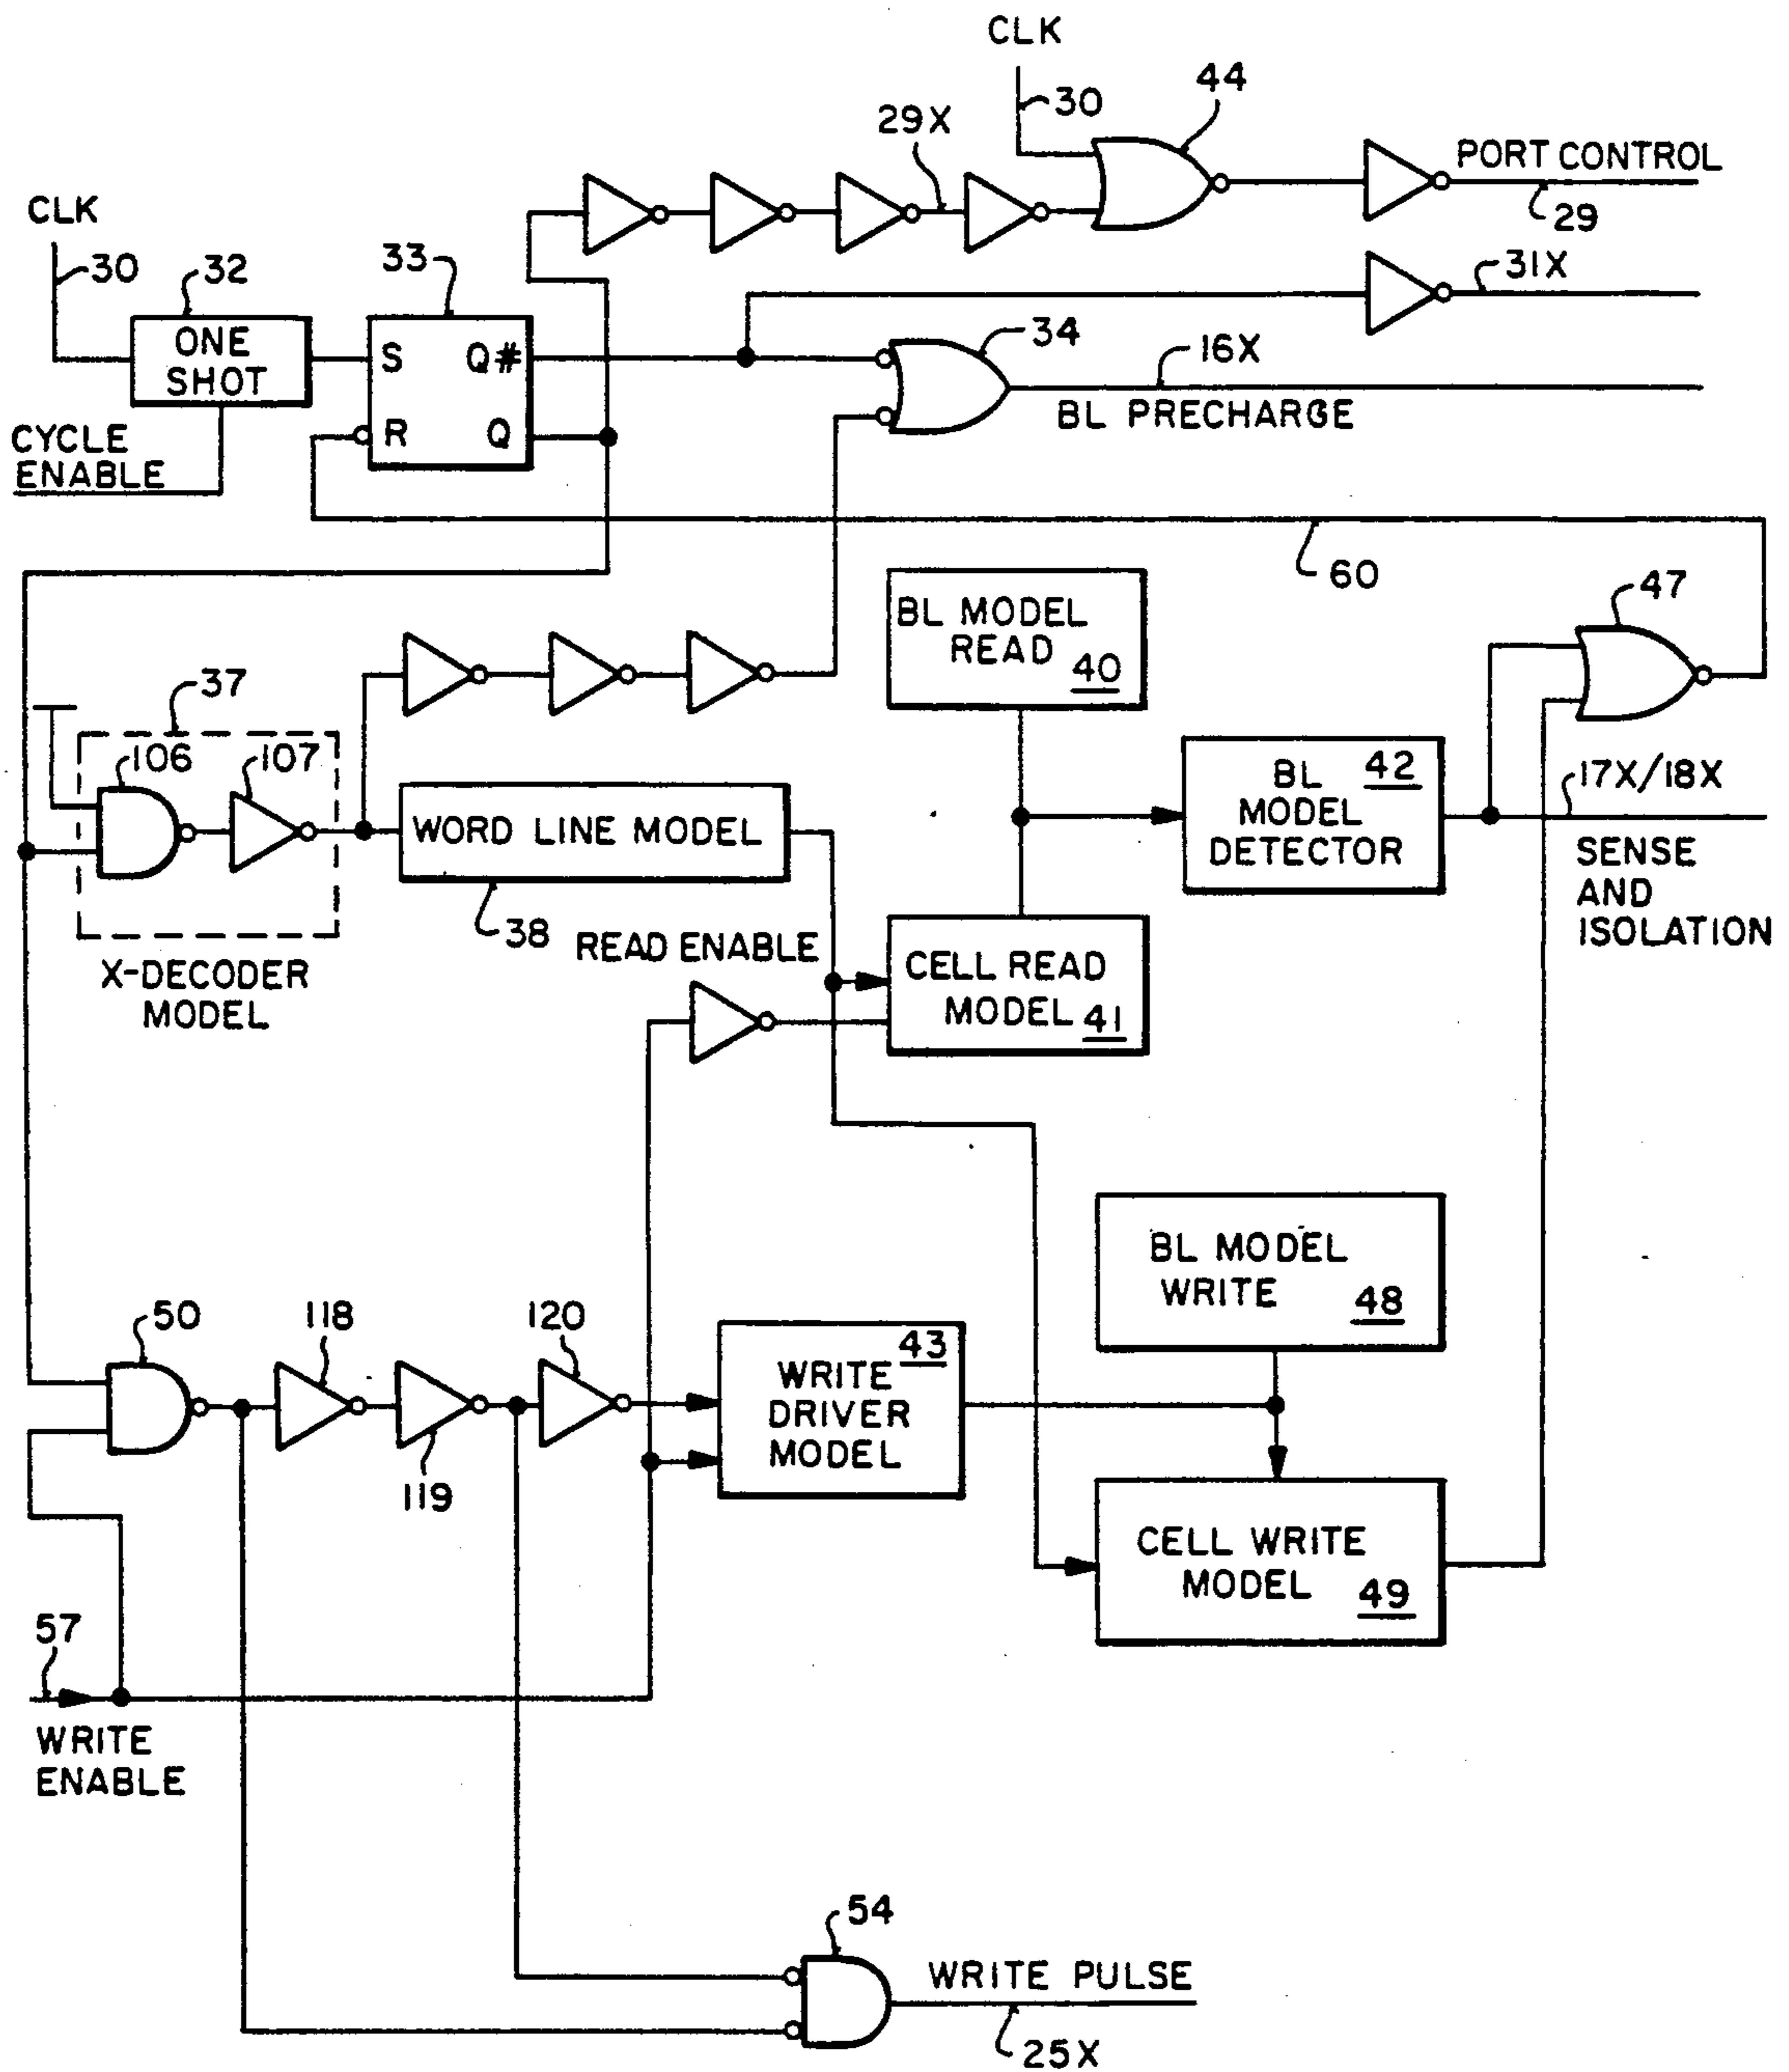 CLK
30
44
29X
PORT CONTROL
29
CLK
30
32
33
31X
ONE
SHOT
S
Q#
R
Q
34
16X
BL PRECHARGE
CYCLE
ENABLE
60
47
BL MODEL
READ
40
37
106
107
WORD LINE MODEL
38
X-DECODER
MODEL
BL
42
MODEL
DETECTOR
17X/18X
SENSE
AND
ISOLATION
READ ENABLE
CELL READ
MODEL 41
BL MODEL
WRITE
48
50
118
119
120
43
WRITE
DRIVER
MODEL
CELL WRITE
MODEL
49
57
WRITE
ENABLE
54
WRITE PULSE
25X